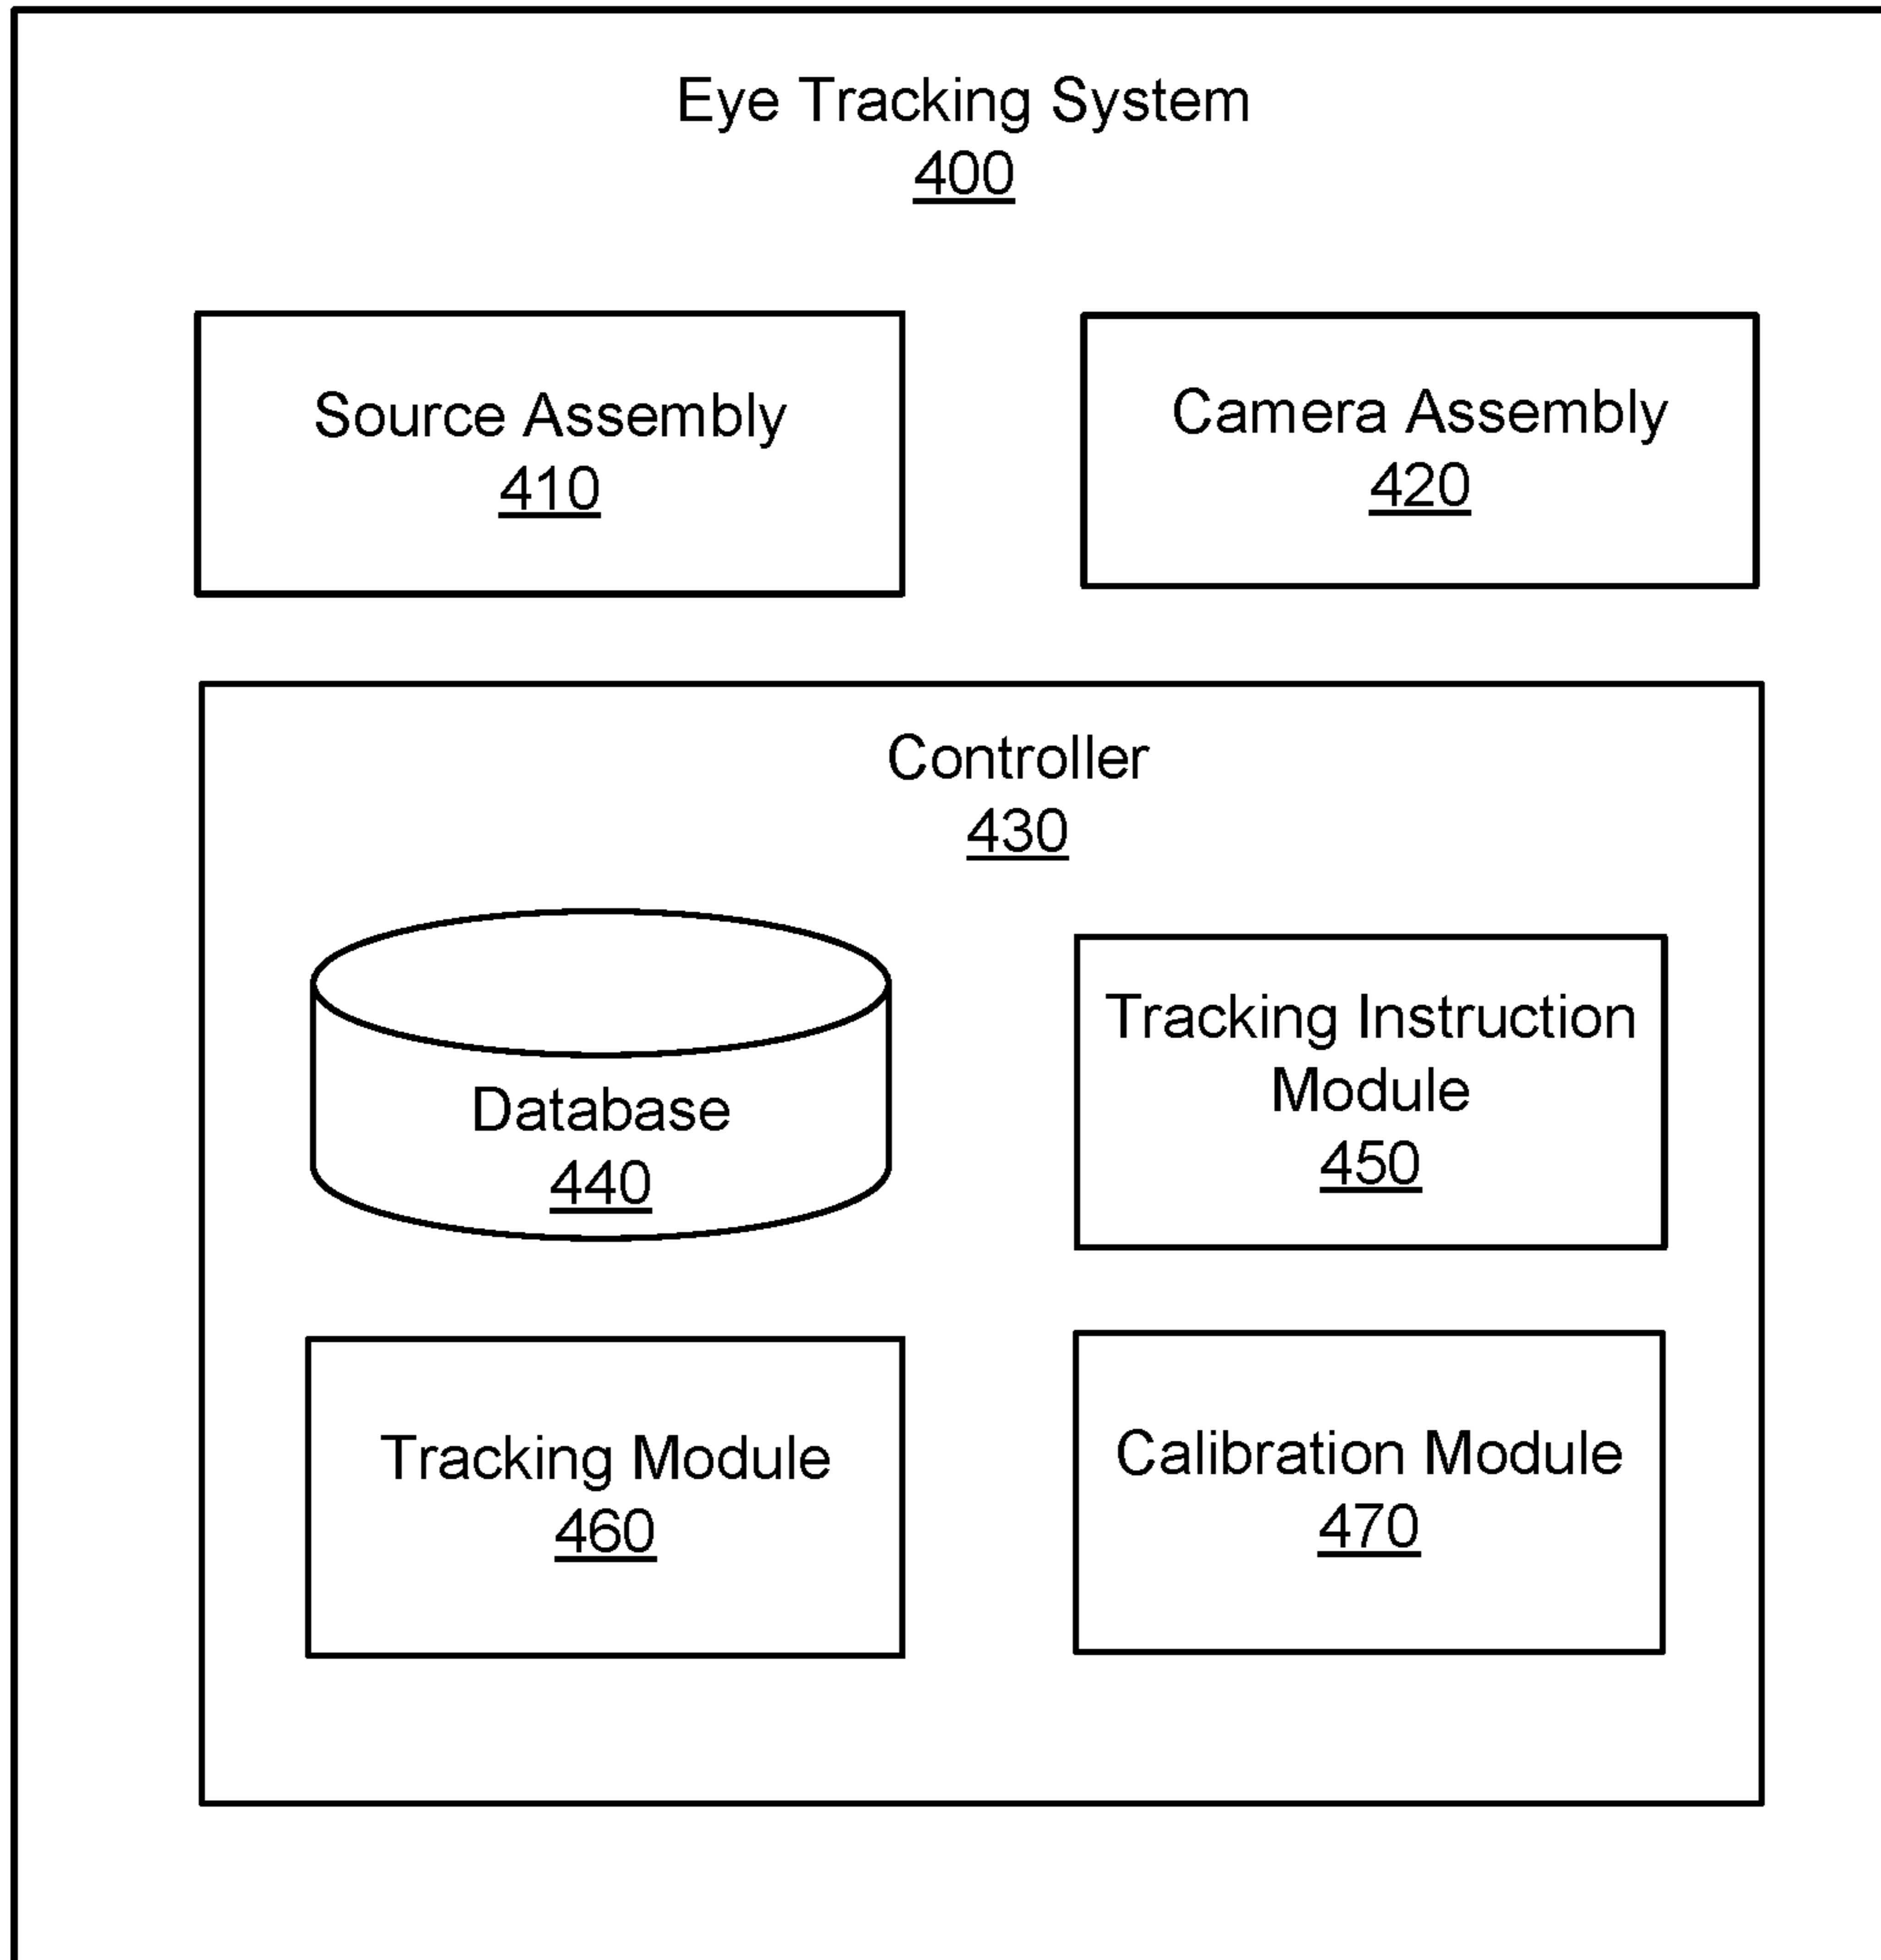 Eye Tracking System
400
Source Assembly
410
Camera Assembly
420
Controller
430
Database
440
Tracking Instruction
Module
450
Tracking Module
460
Calibration Module
470